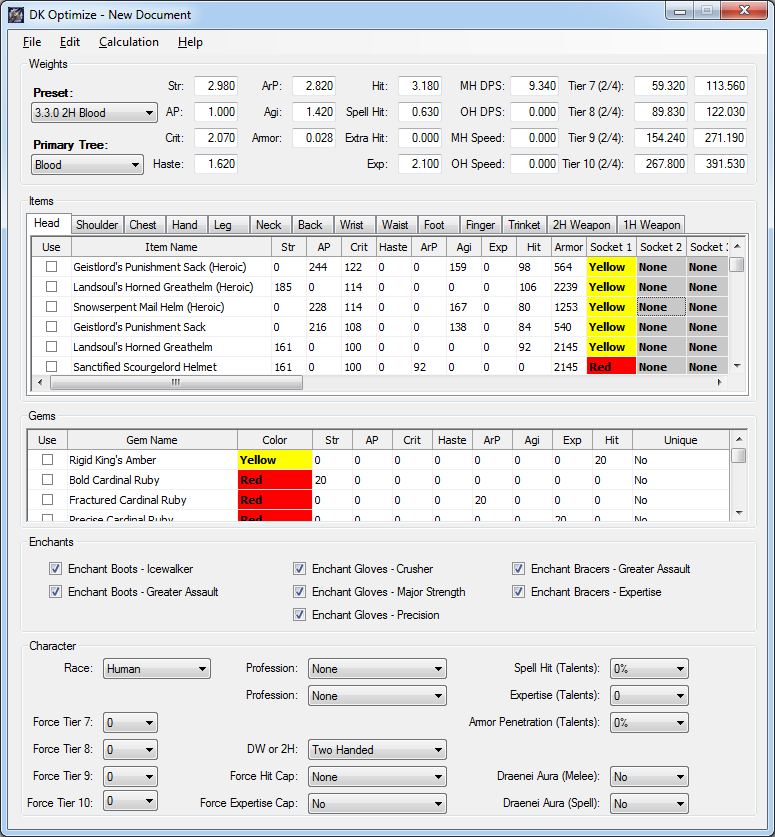 DK Optimize - New Document
File Edit Calculation Help
Weights
Preset: Str: 2.980 ArP: 2.820 Hit: 3.180 MH DPS: 9.340 Tier 7 (2/4): 59.320 113.560
3.3.0 2H Blood AP: 1.000 Agi: 1.420 Spell Hit: 0.630 OH DPS: 0.000 Tier 8 (2/4): 89.830 122.030
Primary Tree: Crit: 2.070 Armor: 0.028 Extra Hit: 0.000 MH Speed: 0.000 Tier 9 (2/4): 154.240 271.190
Blood Haste: 1.620 Exp: 2.100 OH Speed: 0.000 Tier 10 (2/4): 267.800 391.530
Items
Head Shoulder Chest Hand Leg Neck Back Wrist Waist Foot Finger Trinket 2H Weapon 1H Weapon
Use Item Name Str AP Crit Haste ArP Agi Exp Hit Armor Socket 1 Socket 2 Socket 3
Geistlord's Punishment Sack (Heroic) 0 244 122 0 0 159 0 98 564 Yellow None None
Landsoul's Horned Greathelm (Heroic) 185 0 114 0 0 0 0 106 2239 Yellow None None
Snowserpent Mail Helm (Heroic) 0 228 114 0 0 167 0 80 1253 Yellow None None
Geistlord's Punishment Sack 0 216 108 0 0 138 0 84 540 Yellow None None
Landsoul's Horned Greathelm 161 0 100 0 0 0 0 92 2145 Yellow None None
Sanctified Scourgelord Helmet 161 0 100 0 92 0 0 0 2145 Red None None
Gems
Use Gem Name Color Str AP Crit Haste ArP Agi Exp Hit Unique
Rigid King's Amber Yellow 0 0 0 0 0 0 0 20 No
Bold Cardinal Ruby Red 20 0 0 0 0 0 0 0 No
Fractured Cardinal Ruby Red 0 0 0 0 20 0 0 0 No
Precise Cardinal Ruby Red 0 0 0 0 0 0 20 0 No
Enchants
Enchant Boots - Icewalker Enchant Gloves - Crusher Enchant Bracers - Greater Assault
Enchant Boots - Greater Assault Enchant Gloves - Major Strength Enchant Bracers - Expertise
Enchant Gloves - Precision
Character
Race: Human Profession: None Spell Hit (Talents): 0%
Profession: None Expertise (Talents): 0
Force Tier 7: 0 Armor Penetration (Talents): 0%
Force Tier 8: 0 DW or 2H: Two Handed
Force Tier 9: 0 Force Hit Cap: None Draenei Aura (Melee): No
Force Tier 10: 0 Force Expertise Cap: No Draenei Aura (Spell): No